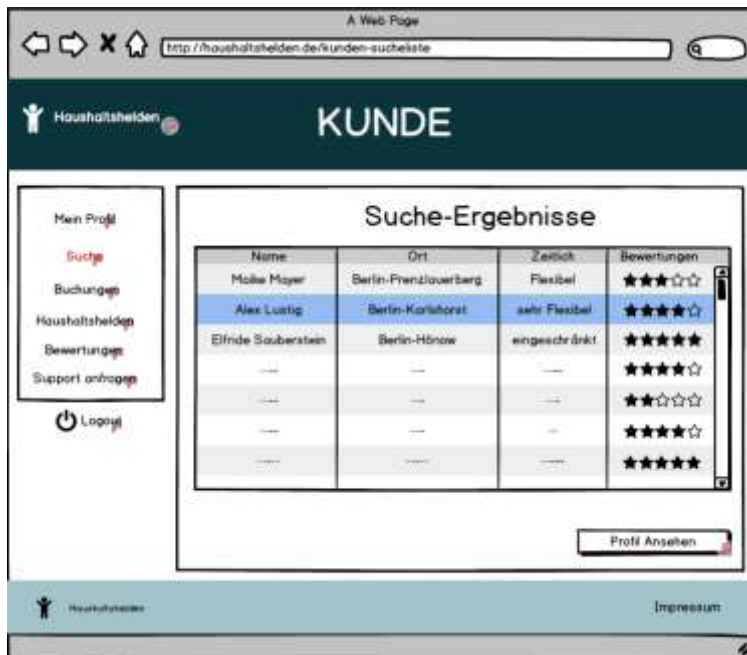 A Web Page
http://haushaltshelden.de/kunden-sucheliste
Haushaltshelden
KUNDE
Mein Profil
Suche
Buchungen
Haushaltshelden
Bewertungen
Support anfragen
Logout
Suche-Ergebnisse
Name Ort Zeitlich Bewertungen
Maike Mayer Berlin-Prenzlauerberg Flexibel ★★★☆☆
Alex Lustig Berlin-Karlshorst sehr Flexibel ★★★★☆
Elfride Sauberstein Berlin-Hönow eingeschränkt ★★★★★
★★★★☆
★★☆☆☆
★★★★☆
★★★★★
Profil Ansehen
Haushaltshelden
Impressum